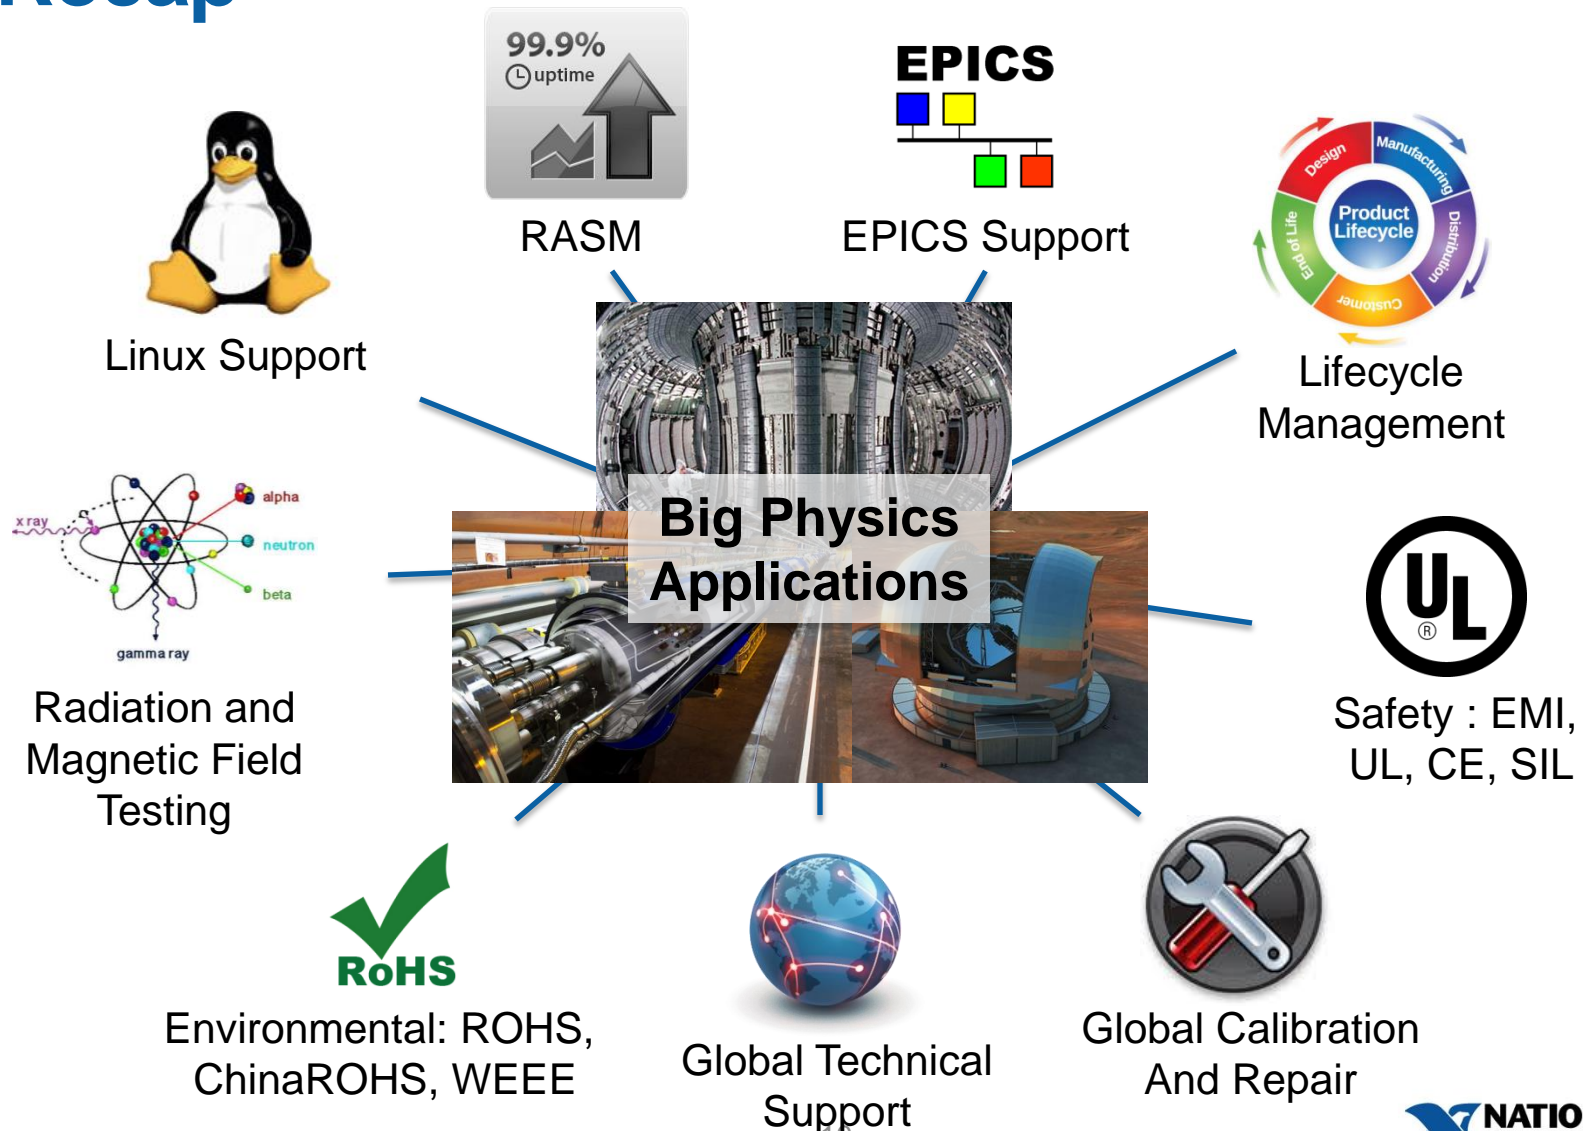 Recap
99.9%
uptime
RASM
EPICS
EPICS Support
Linux Support
Design
Manufacturing
Distribution
Customer
End of Life
Product
Lifecycle
Lifecycle
Management
x ray
alpha
neutron
beta
gamma ray
Radiation and
Magnetic Field
Testing
Big Physics
Applications
UL
®
Safety : EMI,
UL, CE, SIL
RoHS
Environmental: ROHS,
ChinaROHS, WEEE
Global Technical
Support
Global Calibration
And Repair
NATIO